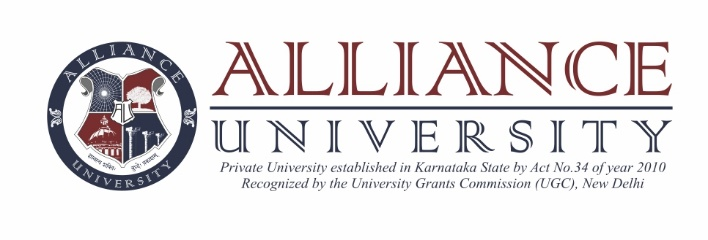 ALLIANCE
UNIVERSITY
ALLIANCE
UNIVERSITY
Private University established in Karnataka State by Act No.34 of year 2010
Recognized by the University Grants Commission (UGC), New Delhi